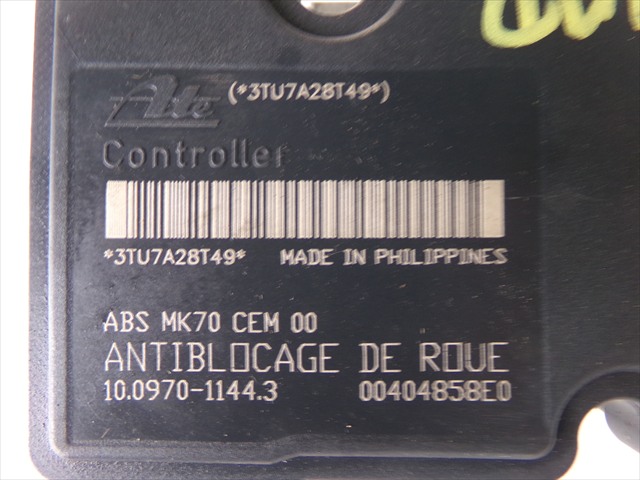 Ate (*3TU7A28T49*)
Controller
*3TU7A28T49* MADE IN PHILIPPINES
ABS MK70 CEM 00
ANTIBLOCAGE DE ROUE
10.0970-1144.3 00404858E0